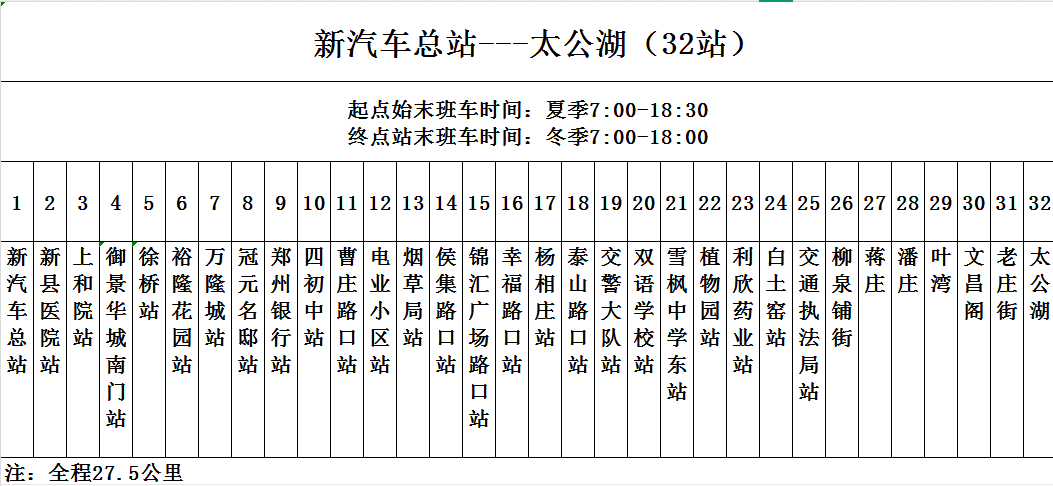 新汽车总站---太公湖（32站）
起点始末班车时间：夏季7:00-18:30
终点站末班车时间：冬季7:00-18:00
1 2 3 4 5 6 7 8 9 10 11 12 13 14 15 16 17 18 19 20 21 22 23 24 25 26 27 28 29 30 31 32
新汽车总站
新县医院站
上和院站
御景华城南门站
徐桥站
裕隆花园站
万隆城站
冠元名邸站
郑州银行站
四初中站
曹庄路口站
电业小区站
烟草局站
侯集路口站
锦汇广场路口站
幸福路口站
杨相庄站
泰山路口站
交警大队站
双语学校站
雪枫中学东站
植物园站
利欣药业站
白土窑站
交通执法局站
柳泉铺街
蒋庄
潘庄
叶湾
文昌阁
老庄街
太公湖
注：全程27.5公里